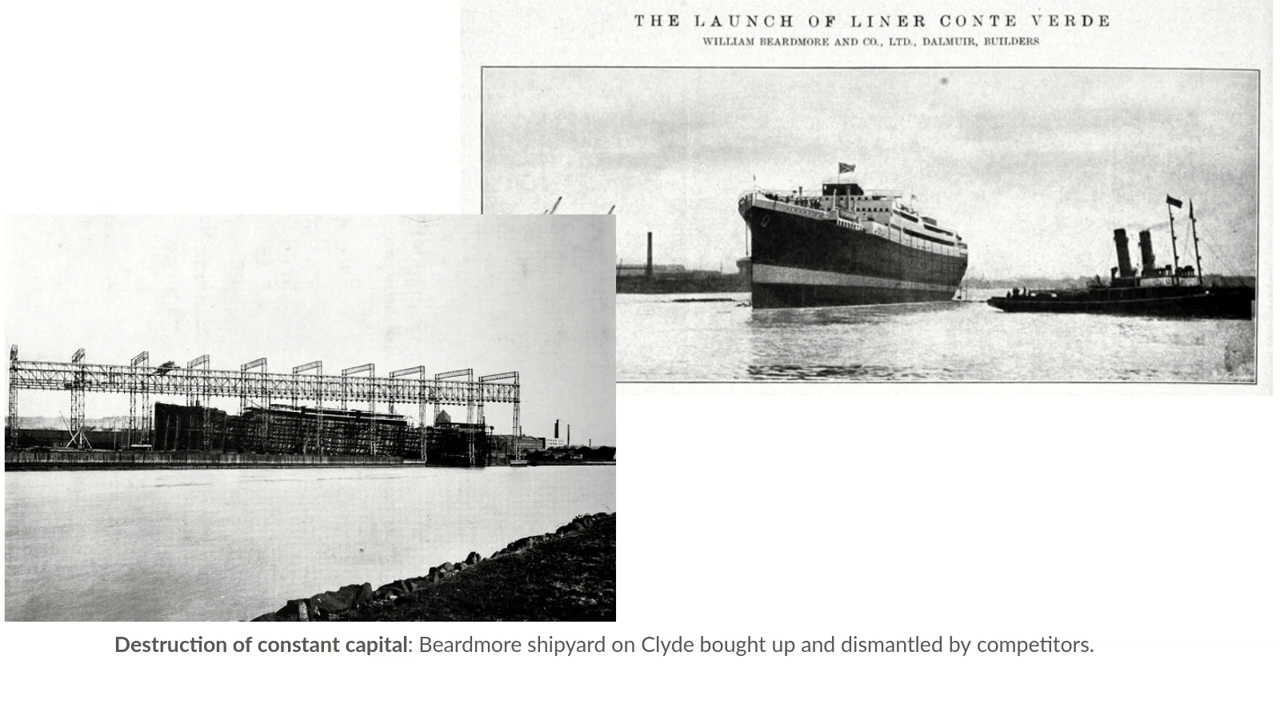 THE LAUNCH OF LINER CONTE VERDE
WILLIAM BEARDMORE AND CO., LTD., DALMUIR, BUILDERS
Destruction of constant capital: Beardmore shipyard on Clyde bought up and dismantled by competitors.